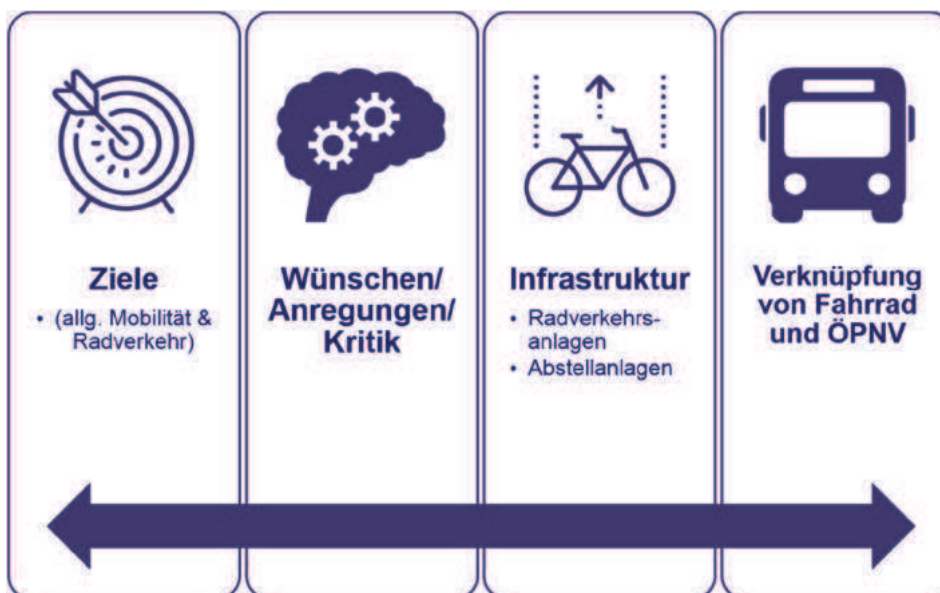 Ziele
• (allg. Mobilität &
Radverkehr)
Wünschen/
Anregungen/
Kritik
Infrastruktur
• Radverkehrs-
anlagen
• Abstellanlagen
Verknüpfung
von Fahrrad
und ÖPNV